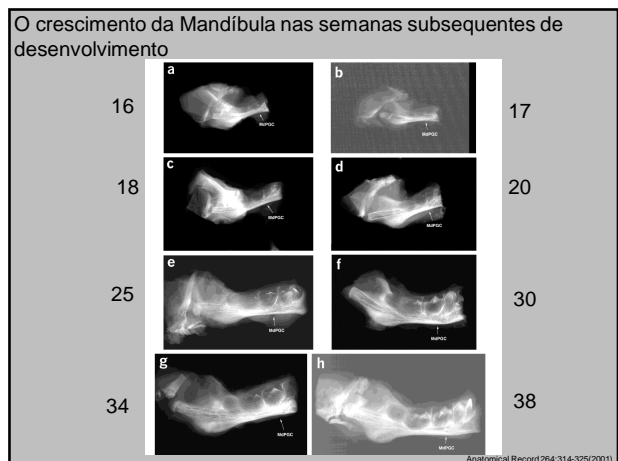 O crescimento da Mandíbula nas semanas subsequentes de
desenvolvimento
a
b
16
MdPGC
MdPGC
17
c
d
18
MdPGC
MdPGC
20
e
f
25
MdPGC
MdPGC
30
g
h
34
MdPGC
MdPGC
38
Anatomical Record 264:314-325(2001)